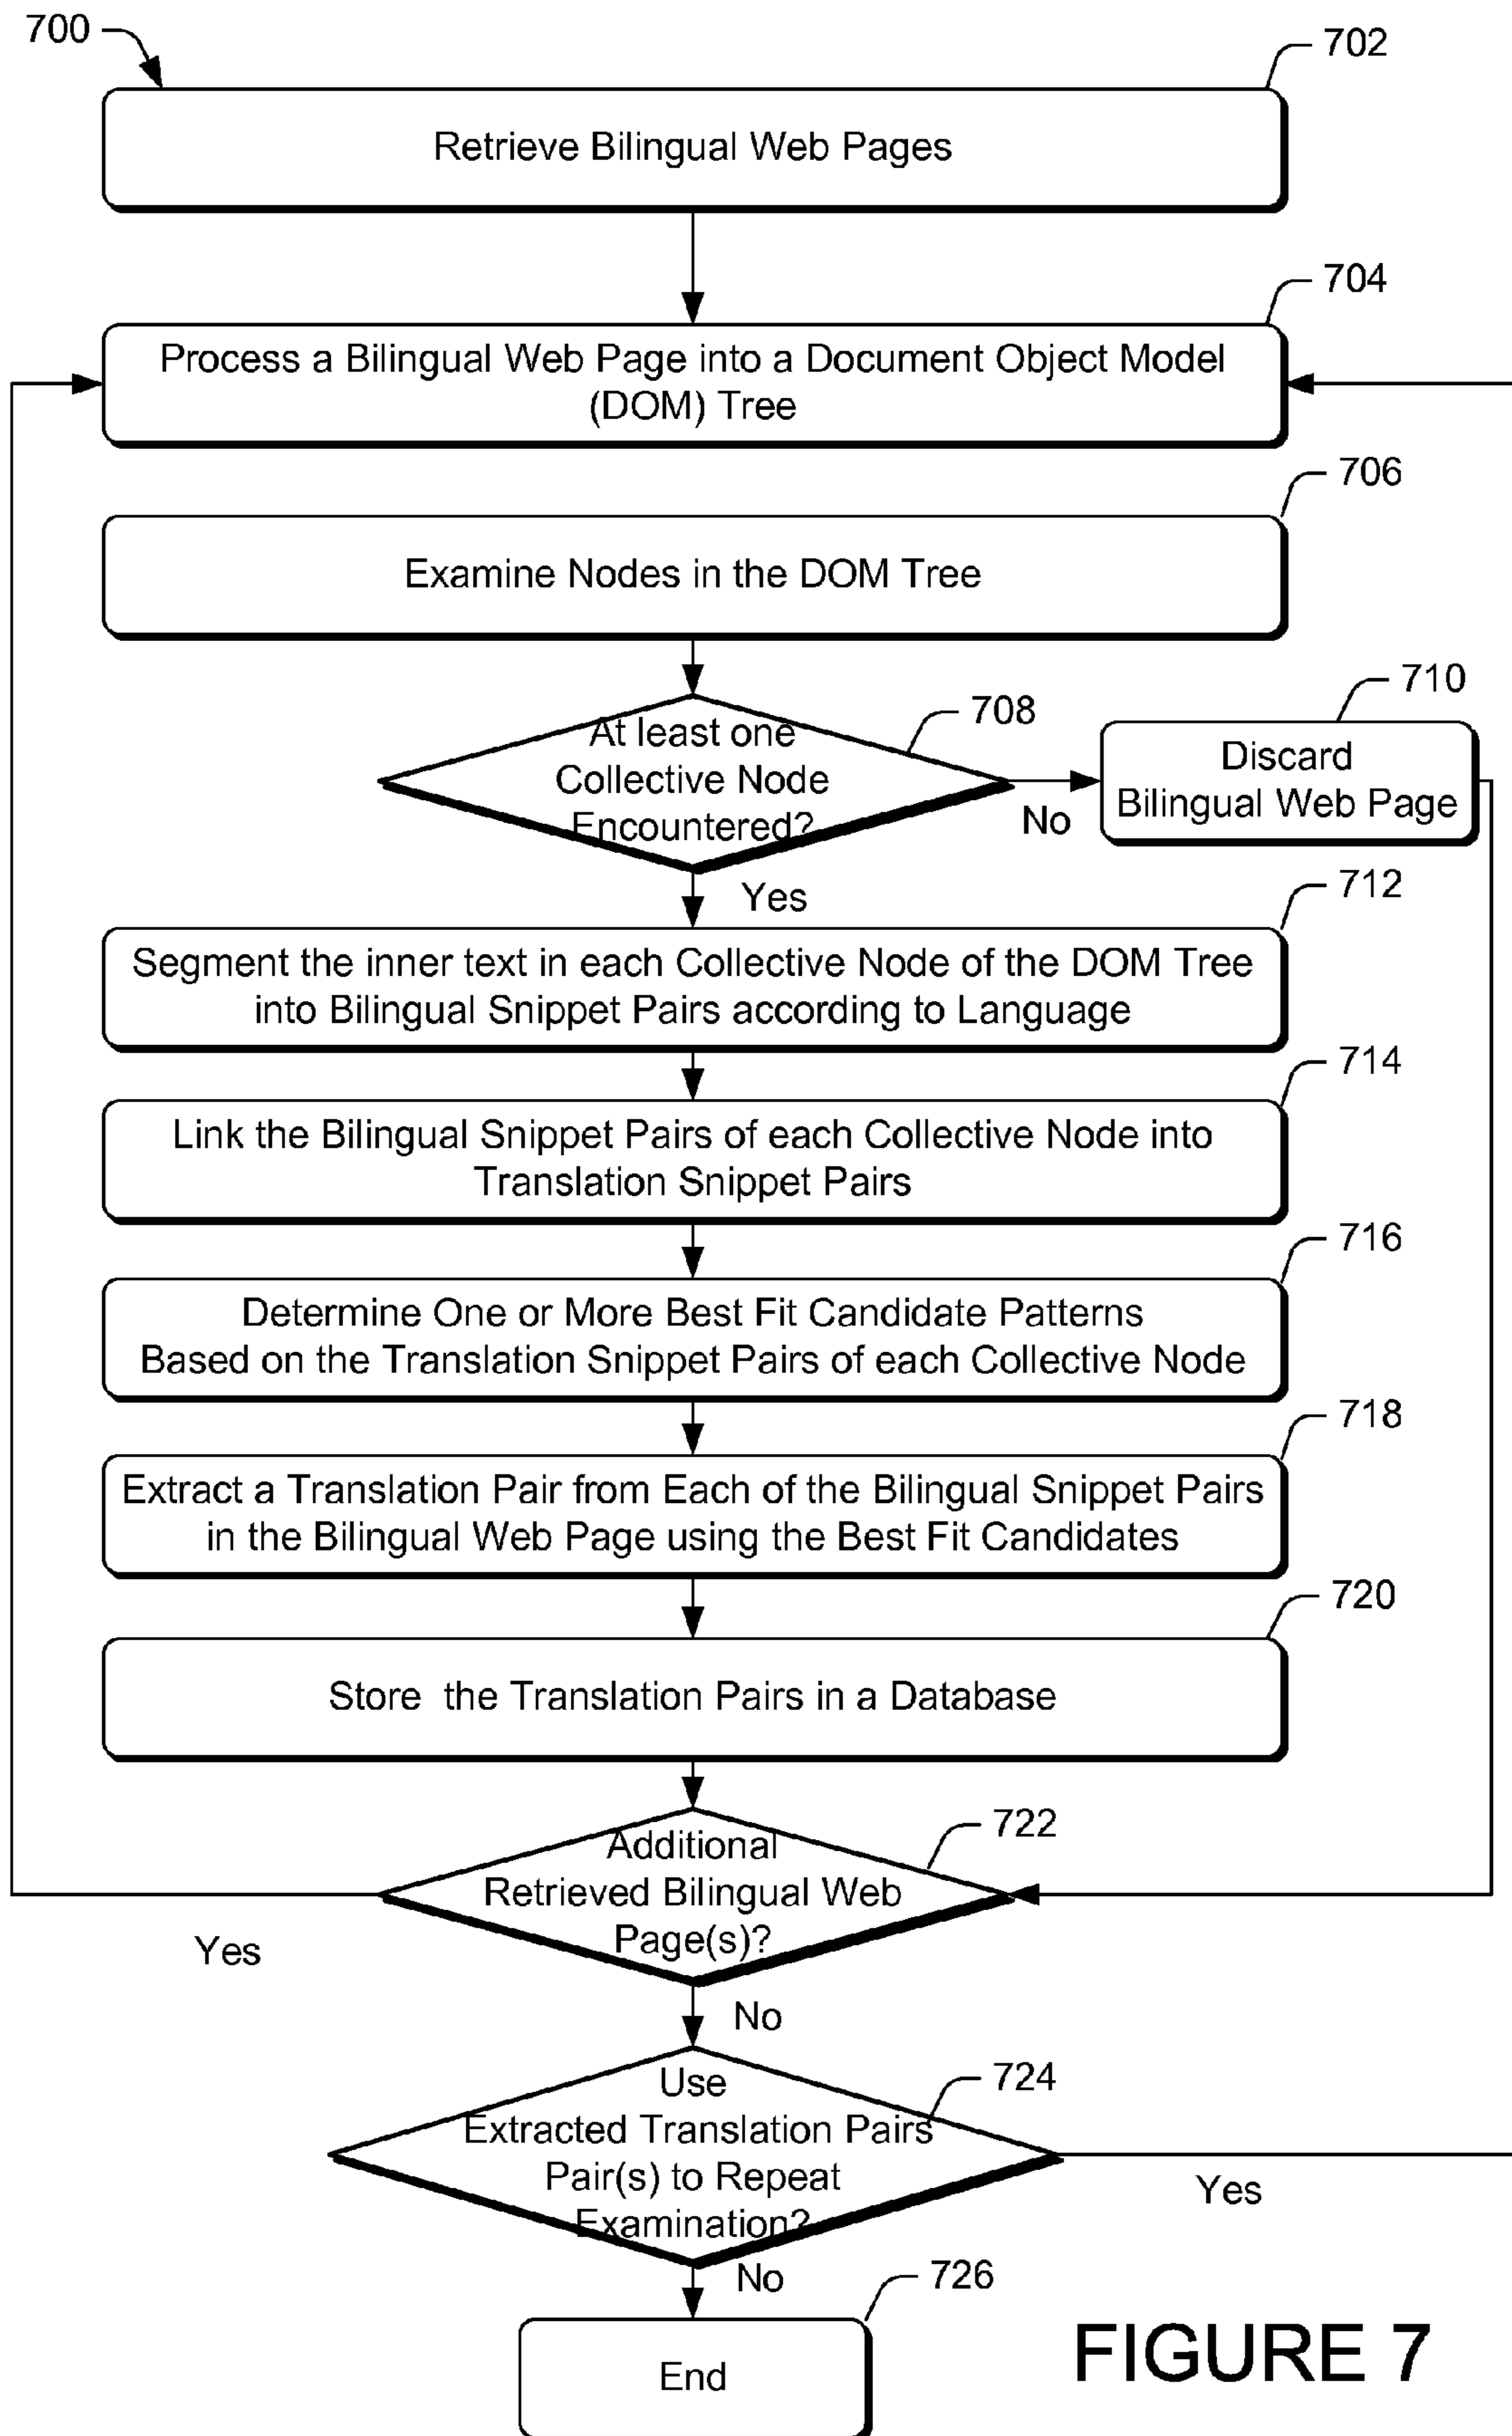 700
702
Retrieve Bilingual Web Pages
704
Process a Bilingual Web Page into a Document Object Model
(DOM) Tree
706
Examine Nodes in the DOM Tree
708
At least one
Collective Node
Encountered?
No
710
Discard
Bilingual Web Page
Yes
712
Segment the inner text in each Collective Node of the DOM Tree
into Bilingual Snippet Pairs according to Language
714
Link the Bilingual Snippet Pairs of each Collective Node into
Translation Snippet Pairs
716
Determine One or More Best Fit Candidate Patterns
Based on the Translation Snippet Pairs of each Collective Node
718
Extract a Translation Pair from Each of the Bilingual Snippet Pairs
in the Bilingual Web Page using the Best Fit Candidates
720
Store the Translation Pairs in a Database
722
Additional
Retrieved Bilingual Web
Page(s)?
Yes
No
724
Use
Extracted Translation Pairs
Pair(s) to Repeat
Examination?
Yes
No
726
End
FIGURE 7